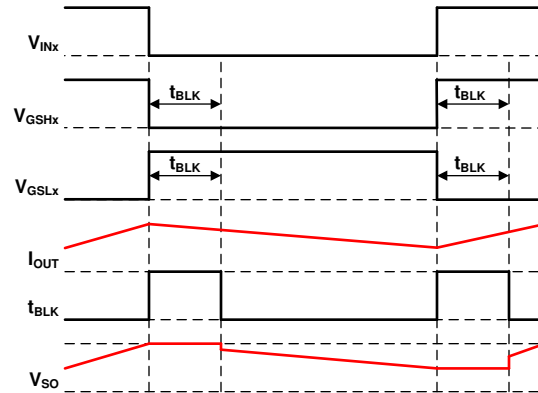 V_INx
t_BLK t_BLK
V_GSHx
t_BLK t_BLK
V_GSLx
I_OUT
t_BLK
V_SO